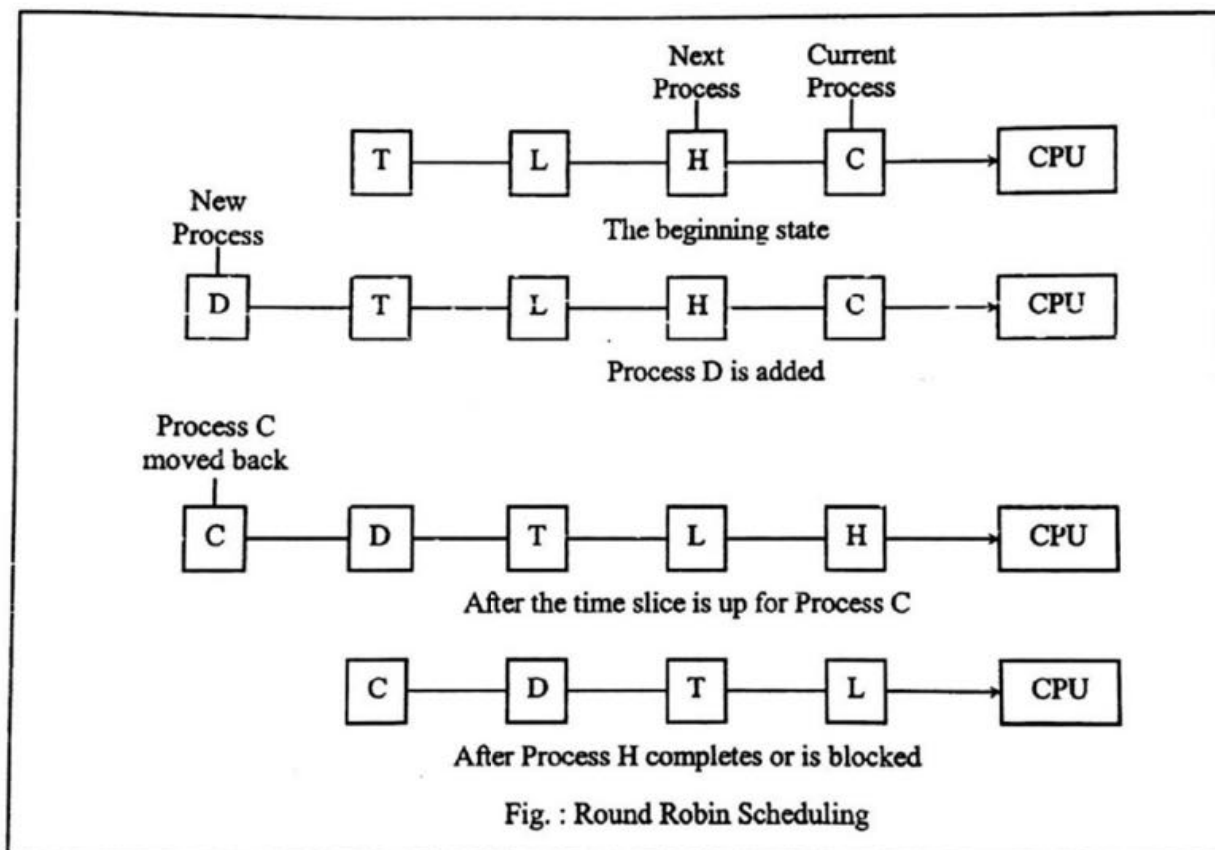 Next Current
Process Process
T L H C CPU
The beginning state
New
Process
D T L H C CPU
Process D is added
Process C
moved back
C D T L H CPU
After the time slice is up for Process C
C D T L CPU
After Process H completes or is blocked
Fig. : Round Robin Scheduling